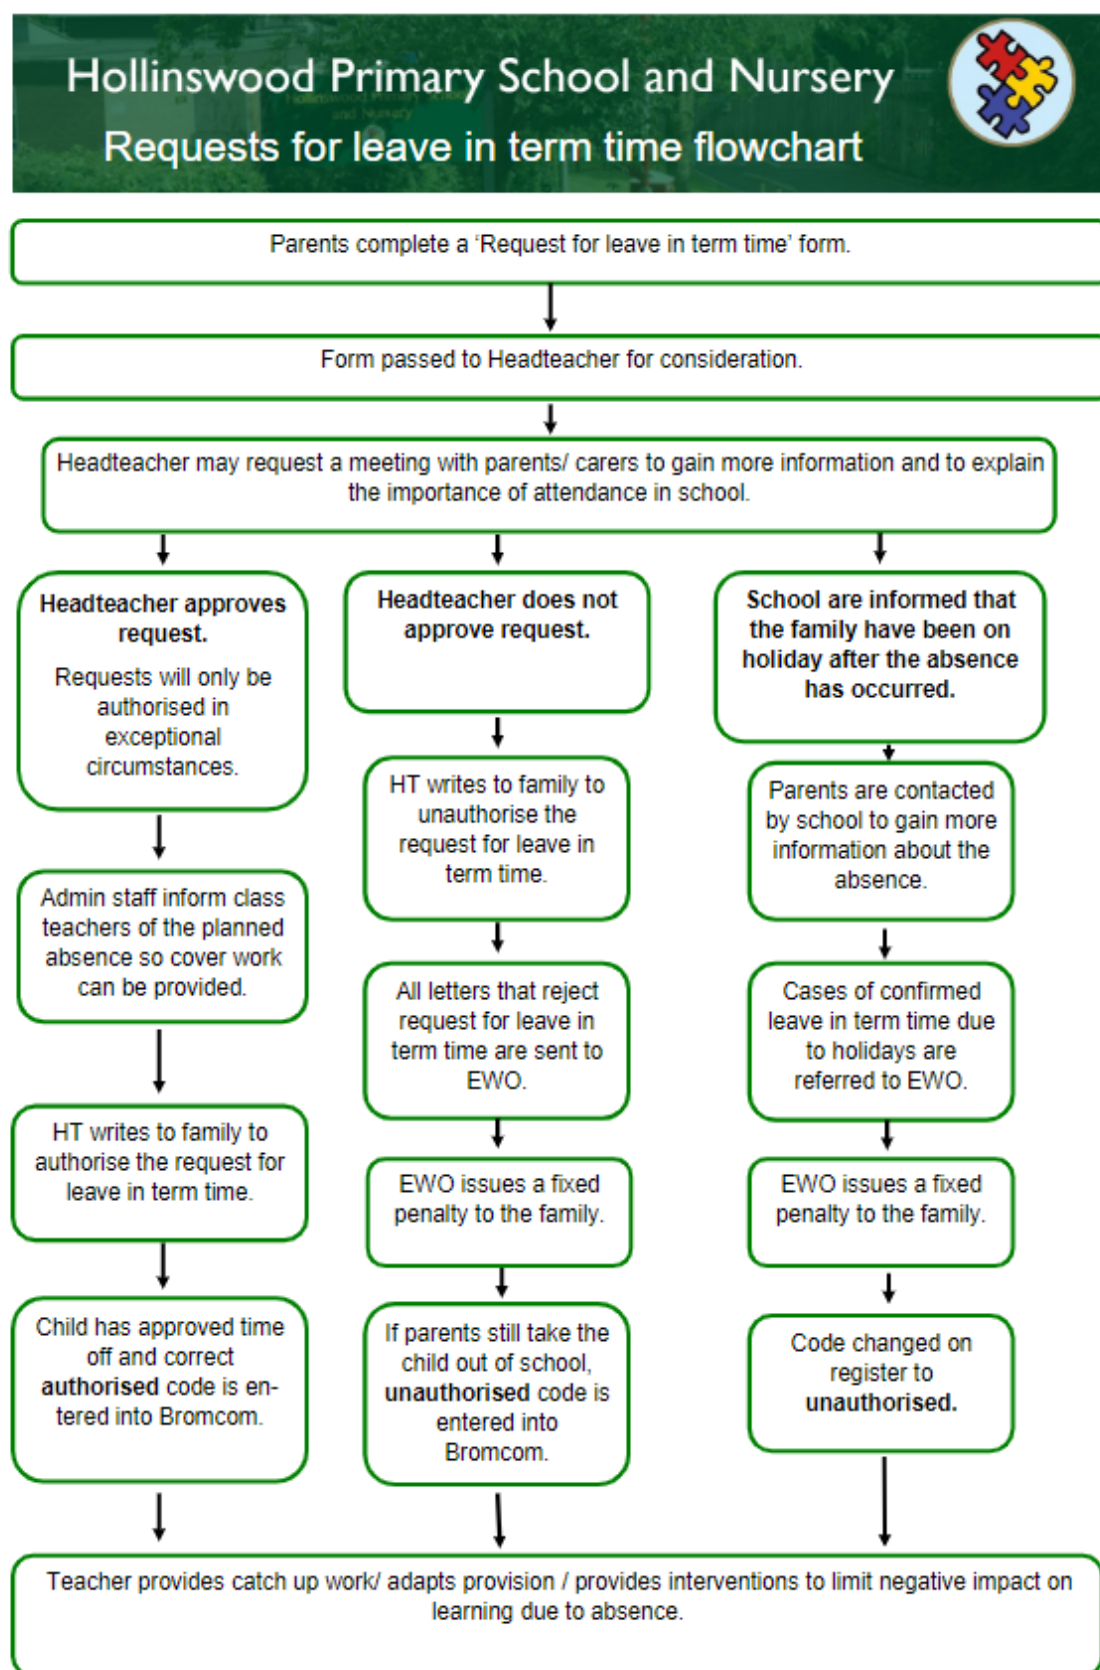 Hollinswood Primary School and Nursery
Requests for leave in term time flowchart
Parents complete a ‘Request for leave in term time’ form.
Form passed to Headteacher for consideration.
Headteacher may request a meeting with parents/ carers to gain more information and to explain
the importance of attendance in school.
Headteacher approves
request.
Requests will only be
authorised in
exceptional
circumstances.
Admin staff inform class
teachers of the planned
absence so cover work
can be provided.
HT writes to family to
authorise the request for
leave in term time.
Child has approved time
off and correct
authorised code is en-
tered into Bromcom.
Headteacher does not
approve request.
HT writes to family to
unauthorise the
request for leave in
term time.
All letters that reject
request for leave in
term time are sent to
EWO.
EWO issues a fixed
penalty to the family.
If parents still take the
child out of school,
unauthorised code is
entered into
Bromcom.
School are informed that
the family have been on
holiday after the absence
has occurred.
Parents are contacted
by school to gain more
information about the
absence.
Cases of confirmed
leave in term time due
to holidays are
referred to EWO.
EWO issues a fixed
penalty to the family.
Code changed on
register to
unauthorised.
Teacher provides catch up work/ adapts provision / provides interventions to limit negative impact on
learning due to absence.